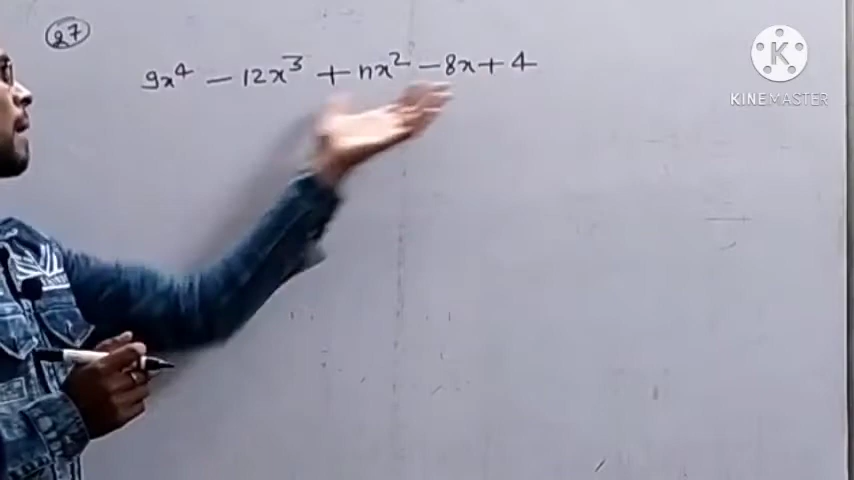 27
9x⁴ - 12x³ + nx² - 8x + 4
K
KINEMASTER